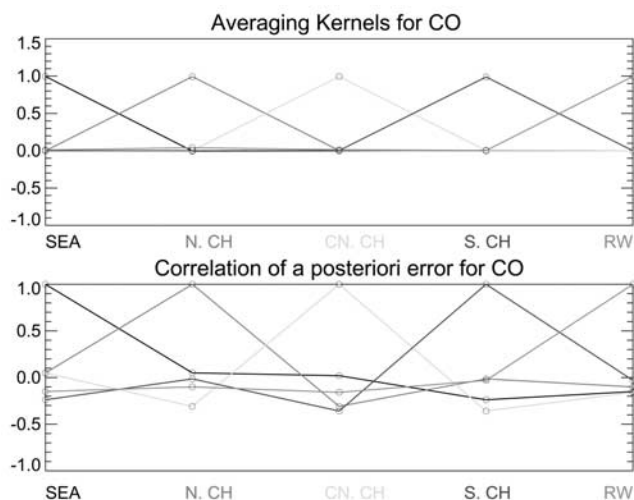 Averaging Kernels for CO
1.5
1.0
0.5
0.0
-0.5
-1.0
SEA N. CH CN. CH S. CH RW
Correlation of a posteriori error for CO
1.0
0.5
0.0
-0.5
-1.0
SEA N. CH CN. CH S. CH RW